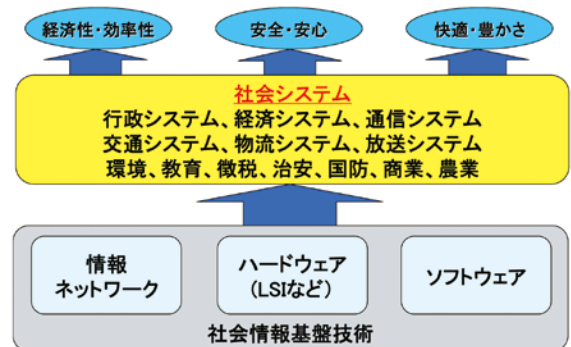 経済性・効率性
安全・安心
快適・豊かさ
社会システム
行政システム、経済システム、通信システム
交通システム、物流システム、放送システム
環境、教育、徴税、治安、国防、商業、農業
情報
ネットワーク
ハードウェア
(LSIなど)
ソフトウェア
社会情報基盤技術